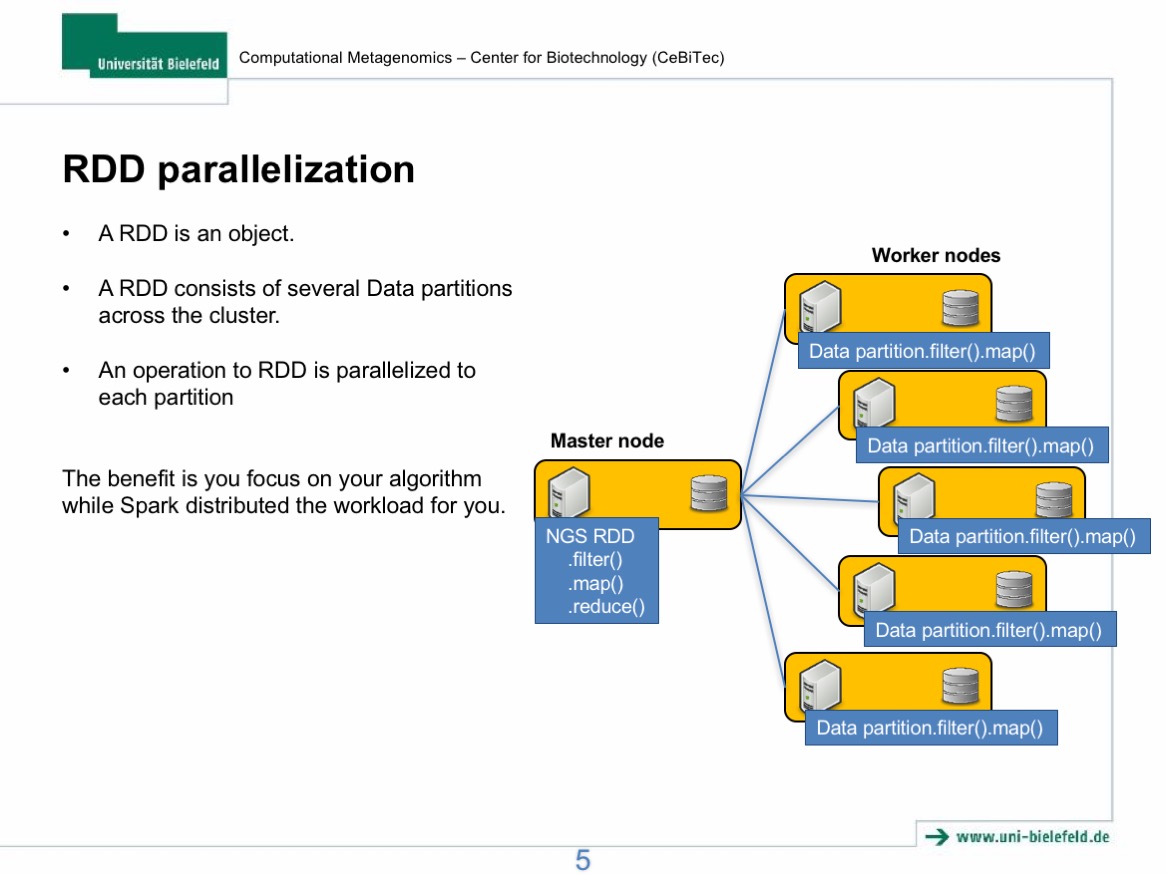 Universität Bielefeld
Computational Metagenomics – Center for Biotechnology (CeBiTec)
RDD parallelization
• A RDD is an object.
• A RDD consists of several Data partitions
across the cluster.
• An operation to RDD is parallelized to
each partition
The benefit is you focus on your algorithm
while Spark distributed the workload for you.
Master node
NGS RDD
.filter()
.map()
.reduce()
Worker nodes
Data partition.filter().map()
Data partition.filter().map()
Data partition.filter().map()
Data partition.filter().map()
Data partition.filter().map()
www.uni-bielefeld.de
5